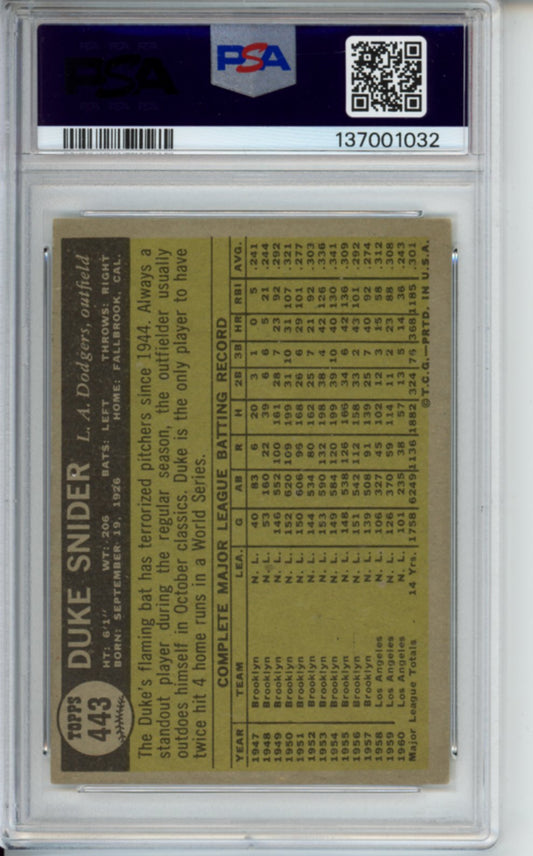 PSA
137001032
TOPPS
443
DUKE SNIDER L. A. Dodgers, outfield
HT: 6'1" WT: 206 BATS: LEFT THROWS: RIGHT
BORN: SEPTEMBER 19, 1926 HOME: FALLBROOK, CAL.
The Duke's flaming bat has terrorized pitchers since 1944. Always a
standout player during the regular season, the outfielder usually
outdoes himself in October classics. Duke is the only player to have
twice hit 4 home runs in a World Series.
COMPLETE MAJOR LEAGUE BATTING RECORD
YEAR TEAM LEA. G AB R H 2B 3B HR RBI AVG.
1947 Brooklyn N. L. 40 83 6 20 3 1 0 5 .241
1948 Brooklyn N. L. 53 160 22 39 6 6 5 21 .244
1949 Brooklyn N. L. 146 552 100 161 28 7 23 92 .292
1950 Brooklyn N. L. 152 620 109 199 31 10 31 107 .321
1951 Brooklyn N. L. 150 606 96 168 26 6 29 101 .277
1952 Brooklyn N. L. 144 534 80 162 25 7 21 92 .303
1953 Brooklyn N. L. 153 590 132 198 38 4 42 126 .336
1954 Brooklyn N. L. 149 584 120 199 39 10 40 130 .341
1955 Brooklyn N. L. 148 538 126 166 34 6 42 136 .309
1956 Brooklyn N. L. 151 542 112 158 33 2 43 101 .292
1957 Brooklyn N. L. 139 508 91 139 25 7 40 92 .274
1958 Los Angeles N. L. 106 327 45 102 12 3 15 .312
1959 Los Angeles N. L. 126 370 59 114 11 2 23 88 .308
1960 Los Angeles N. L. 101 235 38 57 13 5 14 36 .243
Major League Totals 14 Yrs. 1758 6249 1136 1882 324 76 368 1185 .301
©T.C.G.—PRTD. IN U.S.A.